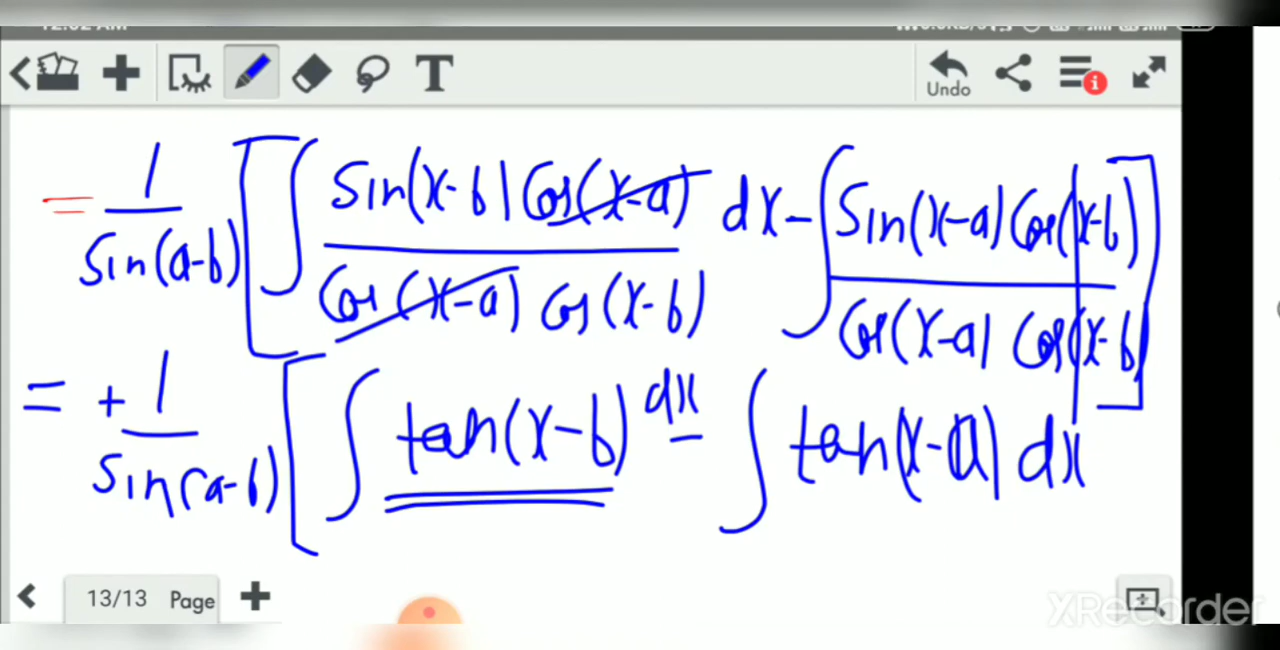 Undo
= 1/sin(a-b) [∫ sin(x-b) cos(x-a) / cos(x-a) cos(x-b) dx - ∫ sin(x-a) cos(x-b) / cos(x-a) cos(x-b)]
= + 1/sin(a-b) [∫ tan(x-b) dx - ∫ tan(x-a) dx
13/13 Page
XRecorder